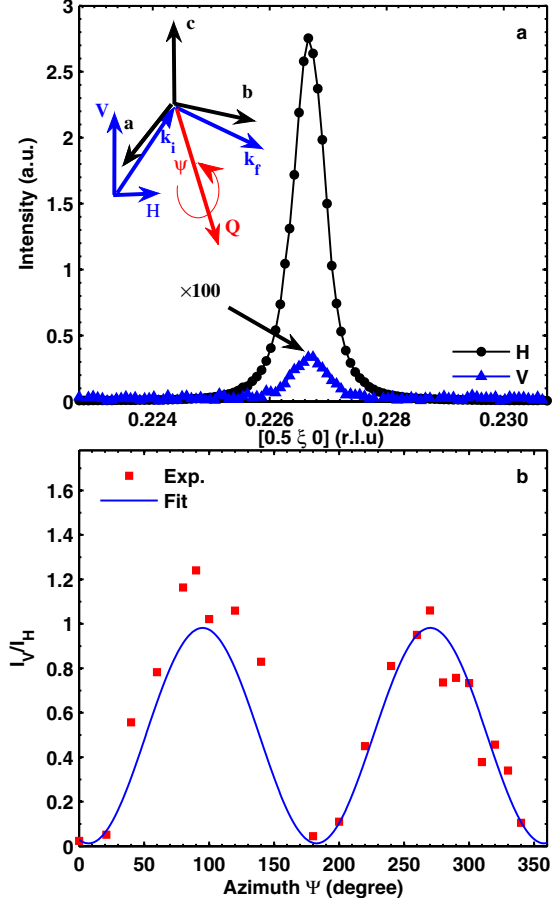 a
c
b
V
a
k_i
k_f
ψ
H
Q
×100
H
V
Intensity (a.u.)
3
2.5
2
1.5
1
0.5
0
0.224 0.226 0.228 0.230
[0.5 ξ 0] (r.l.u)
b
Exp.
Fit
I_V/I_H
1.6
1.4
1.2
1
0.8
0.6
0.4
0.2
0
0 50 100 150 200 250 300 350
Azimuth Ψ (degree)